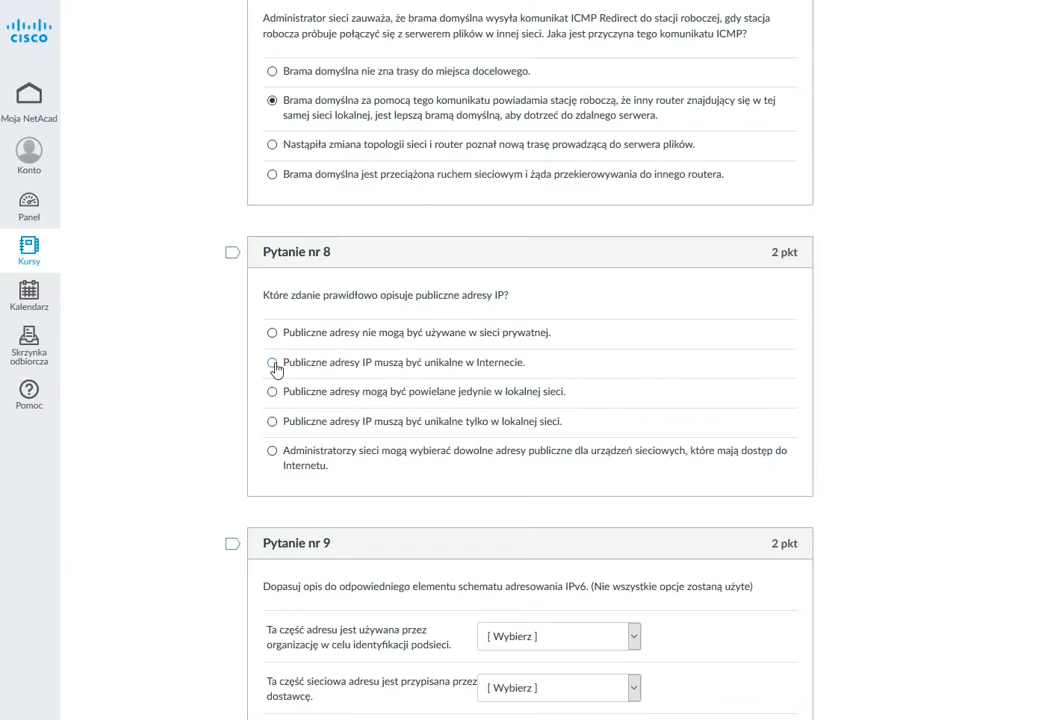 CISCO
Moja NetAcad
Konto
Panel
Kursy
Kalendarz
Skrzynka
odbiorcza
Pomoc
Administrator sieci zauważa, że brama domyślna wysyła komunikat ICMP Redirect do stacji roboczej, gdy stacja
robocza próbuje połączyć się z serwerem plików w innej sieci. Jaka jest przyczyna tego komunikatu ICMP?
Brama domyślna nie zna trasy do miejsca docelowego.
Brama domyślna za pomocą tego komunikatu powiadamia stację roboczą, że inny router znajdujący się w tej
samej sieci lokalnej, jest lepszą bramą domyślną, aby dotrzeć do zdalnego serwera.
Nastąpiła zmiana topologii sieci i router poznał nową trasę prowadzącą do serwera plików.
Brama domyślna jest przeciążona ruchem sieciowym i żąda przekierowywania do innego routera.
Pytanie nr 8 2 pkt
Które zdanie prawidłowo opisuje publiczne adresy IP?
Publiczne adresy nie mogą być używane w sieci prywatnej.
Publiczne adresy IP muszą być unikalne w Internecie.
Publiczne adresy mogą być powielane jedynie w lokalnej sieci.
Publiczne adresy IP muszą być unikalne tylko w lokalnej sieci.
Administratorzy sieci mogą wybierać dowolne adresy publiczne dla urządzeń sieciowych, które mają dostęp do
Internetu.
Pytanie nr 9 2 pkt
Dopasuj opis do odpowiedniego elementu schematu adresowania IPv6. (Nie wszystkie opcje zostaną użyte)
Ta część adresu jest używana przez
organizację w celu identyfikacji podsieci.
[ Wybierz ]
Ta część sieciowa adresu jest przypisana przez
dostawcę.
[ Wybierz ]